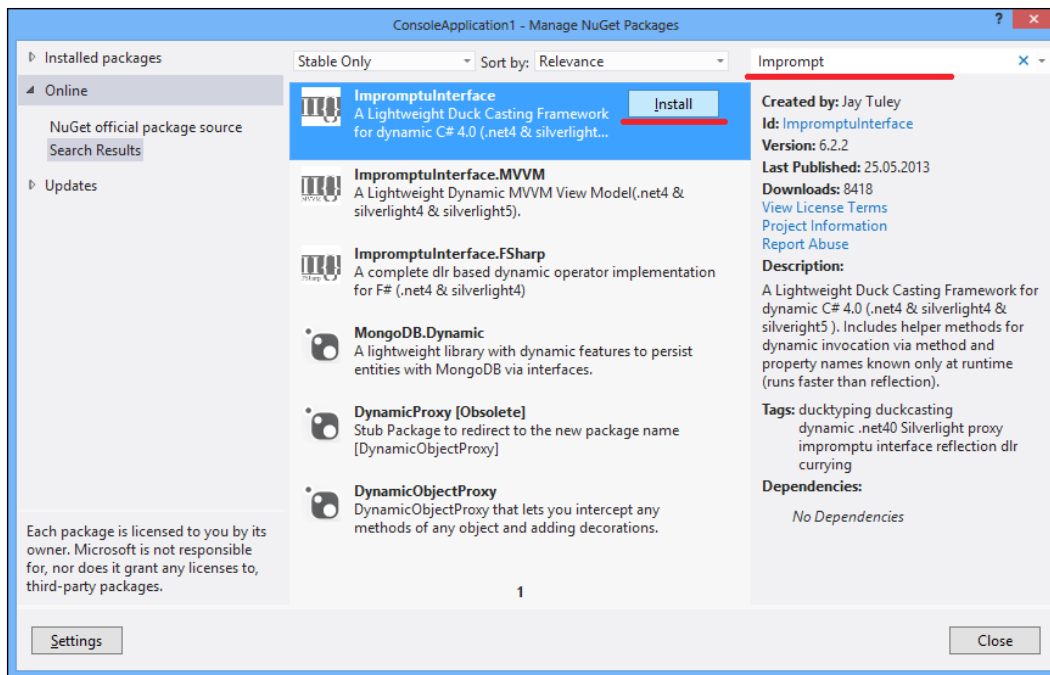 ConsoleApplication1 - Manage NuGet Packages
?
Installed packages
Online
NuGet official package source
Search Results
Updates
Each package is licensed to you by its
owner. Microsoft is not responsible
for, nor does it grant any licenses to,
third-party packages.
Stable Only
Sort by: Relevance
ImpromptuInterface
A Lightweight Duck Casting Framework
for dynamic C# 4.0 (.net4 & silverlight...
Install
ImpromptuInterface.MVVM
A Lightweight Dynamic MVVM View Model(.net4 &
silverlight4 & silverlight5).
ImpromptuInterface.FSharp
A complete dlr based dynamic operator implementation
for F# (.net4 & silverlight4)
MongoDB.Dynamic
A lightweight library with dynamic features to persist
entities with MongoDB via interfaces.
DynamicProxy [Obsolete]
Stub Package to redirect to the new package name
[DynamicObjectProxy]
DynamicObjectProxy
DynamicObjectProxy that lets you intercept any
methods of any object and adding decorations.
1
Imprompt
Created by: Jay Tuley
Id: ImpromptuInterface
Version: 6.2.2
Last Published: 25.05.2013
Downloads: 8418
View License Terms
Project Information
Report Abuse
Description:
A Lightweight Duck Casting Framework for
dynamic C# 4.0 (.net4 & silverlight4 &
silveright5 ). Includes helper methods for
dynamic invocation via method and
property names known only at runtime
(runs faster than reflection).
Tags: ducktyping duckcasting
dynamic .net40 Silverlight proxy
impromptu interface reflection dlr
currying
Dependencies:
No Dependencies
Settings
Close